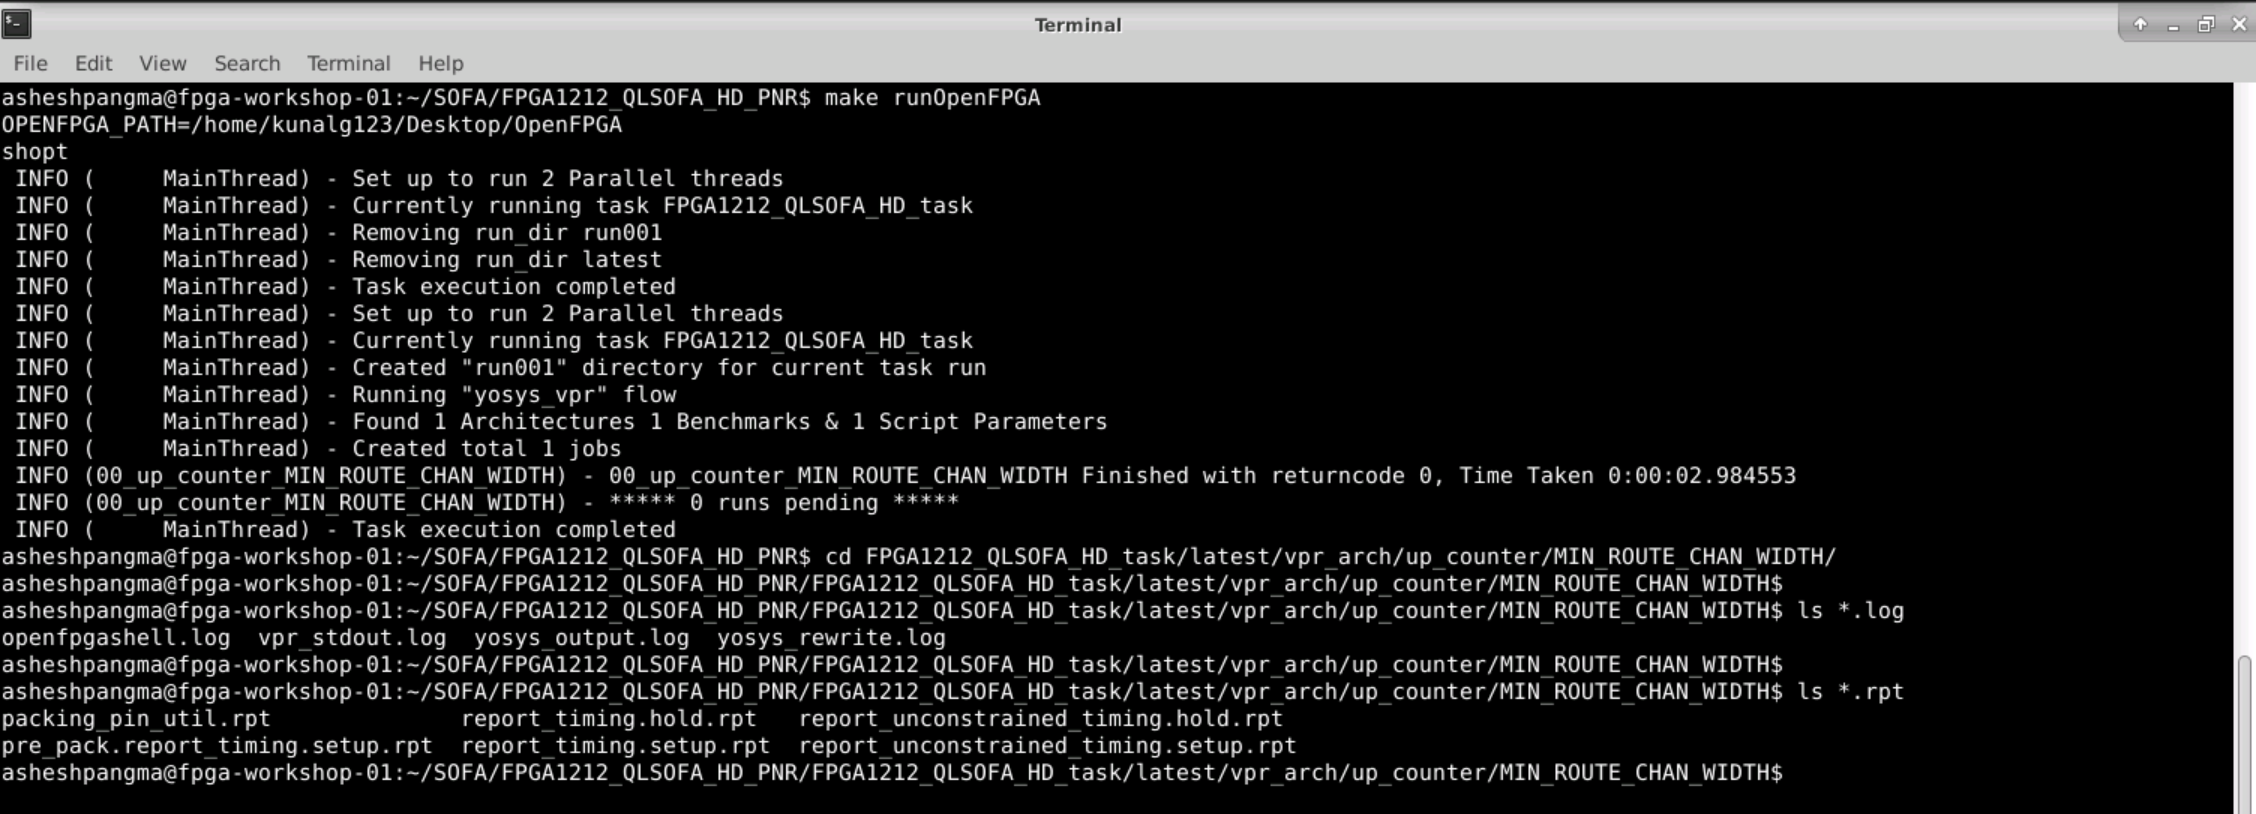 Terminal
File Edit View Search Terminal Help
asheshpangma@fpga-workshop-01:~/SOFA/FPGA1212_QLSOFA_HD_PNR$ make runOpenFPGA
OPENFPGA_PATH=/home/kunalg123/Desktop/OpenFPGA
shopt
INFO (     MainThread) - Set up to run 2 Parallel threads
INFO (     MainThread) - Currently running task FPGA1212_QLSOFA_HD_task
INFO (     MainThread) - Removing run_dir run001
INFO (     MainThread) - Removing run_dir latest
INFO (     MainThread) - Task execution completed
INFO (     MainThread) - Set up to run 2 Parallel threads
INFO (     MainThread) - Currently running task FPGA1212_QLSOFA_HD_task
INFO (     MainThread) - Created "run001" directory for current task run
INFO (     MainThread) - Running "yosys_vpr" flow
INFO (     MainThread) - Found 1 Architectures 1 Benchmarks & 1 Script Parameters
INFO (     MainThread) - Created total 1 jobs
INFO (00_up_counter_MIN_ROUTE_CHAN_WIDTH) - 00_up_counter_MIN_ROUTE_CHAN_WIDTH Finished with returncode 0, Time Taken 0:00:02.984553
INFO (00_up_counter_MIN_ROUTE_CHAN_WIDTH) - ***** 0 runs pending *****
INFO (     MainThread) - Task execution completed
asheshpangma@fpga-workshop-01:~/SOFA/FPGA1212_QLSOFA_HD_PNR$ cd FPGA1212_QLSOFA_HD_task/latest/vpr_arch/up_counter/MIN_ROUTE_CHAN_WIDTH/
asheshpangma@fpga-workshop-01:~/SOFA/FPGA1212_QLSOFA_HD_PNR/FPGA1212_QLSOFA_HD_task/latest/vpr_arch/up_counter/MIN_ROUTE_CHAN_WIDTH$
asheshpangma@fpga-workshop-01:~/SOFA/FPGA1212_QLSOFA_HD_PNR/FPGA1212_QLSOFA_HD_task/latest/vpr_arch/up_counter/MIN_ROUTE_CHAN_WIDTH$ ls *.log
openfpgashell.log  vpr_stdout.log  yosys_output.log  yosys_rewrite.log
asheshpangma@fpga-workshop-01:~/SOFA/FPGA1212_QLSOFA_HD_PNR/FPGA1212_QLSOFA_HD_task/latest/vpr_arch/up_counter/MIN_ROUTE_CHAN_WIDTH$
asheshpangma@fpga-workshop-01:~/SOFA/FPGA1212_QLSOFA_HD_PNR/FPGA1212_QLSOFA_HD_task/latest/vpr_arch/up_counter/MIN_ROUTE_CHAN_WIDTH$ ls *.rpt
packing_pin_util.rpt              report_timing.hold.rpt   report_unconstrained_timing.hold.rpt
pre_pack.report_timing.setup.rpt  report_timing.setup.rpt  report_unconstrained_timing.setup.rpt
asheshpangma@fpga-workshop-01:~/SOFA/FPGA1212_QLSOFA_HD_PNR/FPGA1212_QLSOFA_HD_task/latest/vpr_arch/up_counter/MIN_ROUTE_CHAN_WIDTH$